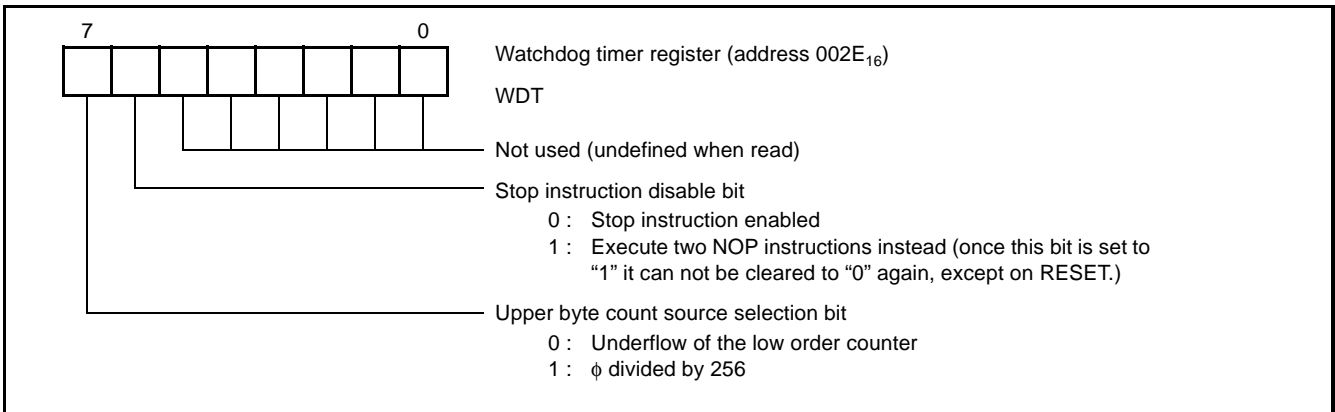 7 0
Watchdog timer register (address 002E₁₆)
WDT
Not used (undefined when read)
Stop instruction disable bit
0 : Stop instruction enabled
1 : Execute two NOP instructions instead (once this bit is set to
“1” it can not be cleared to “0” again, except on RESET.)
Upper byte count source selection bit
0 : Underflow of the low order counter
1 : ϕ divided by 256